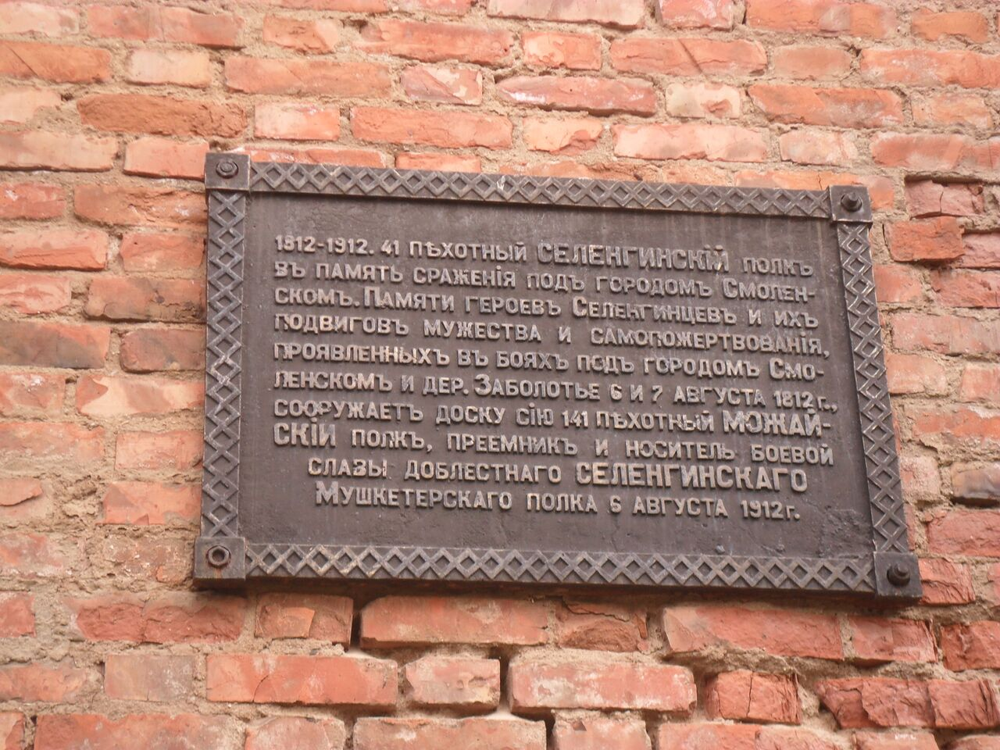 1812-1912. 41 ПѢХОТНЫЙ СЕЛЕНГИНСКІЙ ПОЛКЪ
ВЪ ПАМЯТЬ СРАЖЕНІЯ ПОДЪ ГОРОДОМЪ СМОЛЕН-
СКОМЪ. ПАМЯТИ ГЕРОЕВЪ СЕЛЕНГИНЦЕВЪ И ИХЪ
ПОДВИГОВЪ МУЖЕСТВА И САМОПОЖЕРТВОВАНІЯ,
ПРОЯВЛЕННЫХЪ ВЪ БОЯХЪ ПОДЪ ГОРОДОМЪ СМО-
ЛЕНСКОМЪ И ДЕР. ЗАБОЛОТЬЕ 6 И 7 АВГУСТА 1812 Г.,
СООРУЖАЕТЪ ДОСКУ СІЮ 141 ПѢХОТНЫЙ МОЖАЙ-
СКІЙ ПОЛКЪ, ПРЕЕМНИКЪ И НОСИТЕЛЬ БОЕВОЙ
СЛАВЫ ДОБЛЕСТНАГО СЕЛЕНГИНСКАГО
МУШКЕТЕРСКАГО ПОЛКА 6 АВГУСТА 1912 Г.